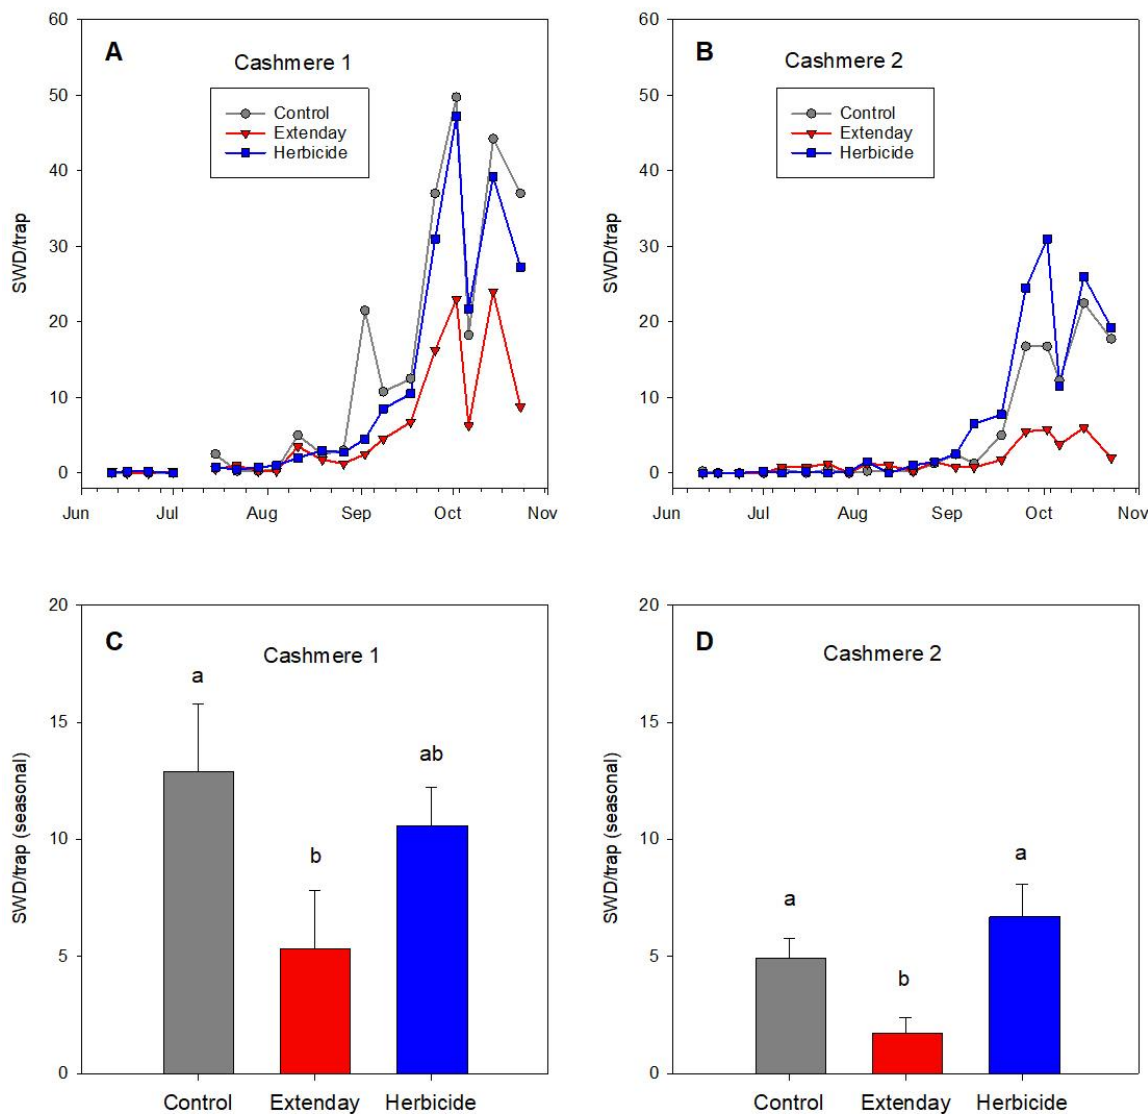 A
Cashmere 1
Control
Extenday
Herbicide
SWD/trap
60
50
40
30
20
10
0
Jun Jul Aug Sep Oct Nov
B
Cashmere 2
Control
Extenday
Herbicide
SWD/trap
60
50
40
30
20
10
0
Jun Jul Aug Sep Oct Nov
C
Cashmere 1
SWD/trap (seasonal)
20
15
10
5
0
a
b
ab
Control Extenday Herbicide
D
Cashmere 2
SWD/trap (seasonal)
20
15
10
5
0
a
b
a
Control Extenday Herbicide